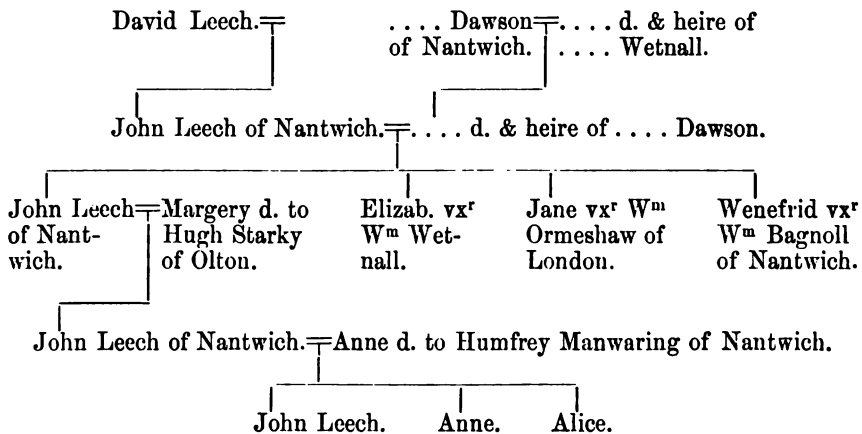 David Leech. . . . . Dawson . . . . d. & heire of
of Nantwich. . . . . Wetnall.
John Leech of Nantwich. . . . . d. & heire of . . . . Dawson.
John Leech Margery d. to Elizab. vxʳ Jane vxʳ Wᵐ Wenefrid vxʳ
of Nant- Hugh Starky Wᵐ Wet- Ormeshaw of Wᵐ Bagnoll
wich. of Olton. nall. London. of Nantwich.
John Leech of Nantwich. Anne d. to Humfrey Manwaring of Nantwich.
John Leech. Anne. Alice.